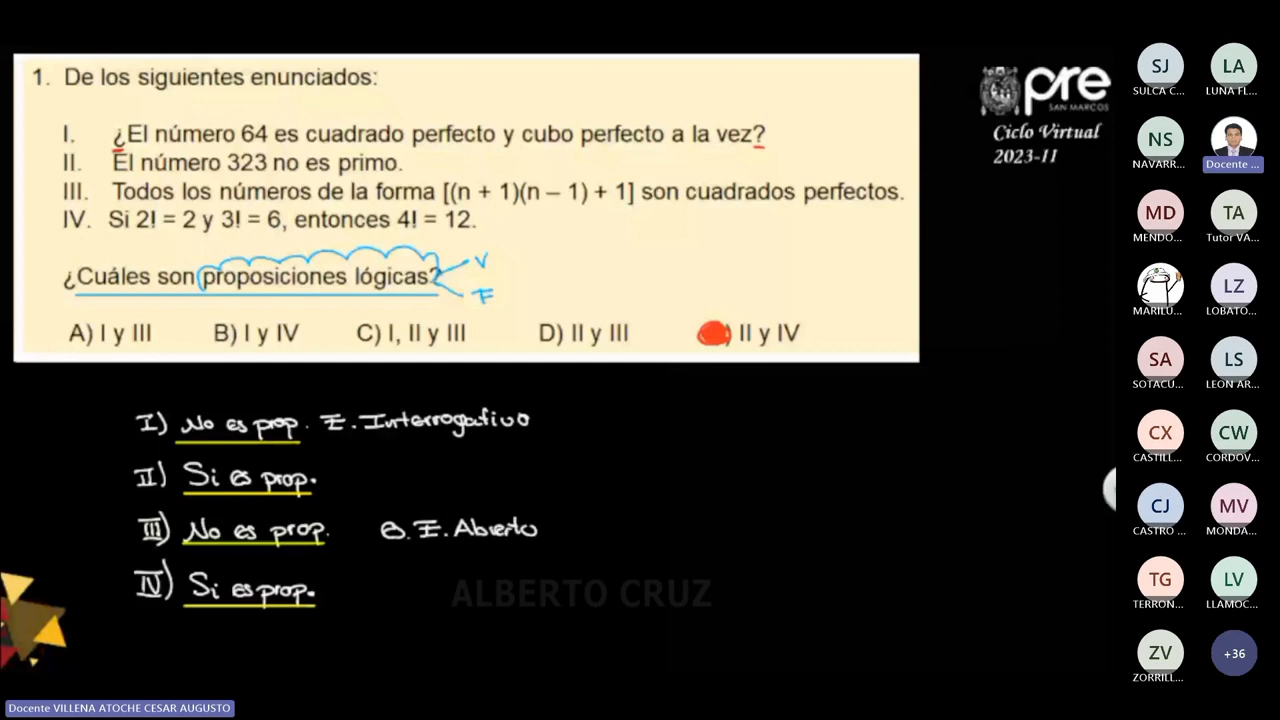 1. De los siguientes enunciados:
I. ¿El número 64 es cuadrado perfecto y cubo perfecto a la vez?
II. El número 323 no es primo.
III. Todos los números de la forma [(n + 1)(n – 1) + 1] son cuadrados perfectos.
IV. Si 2! = 2 y 3! = 6, entonces 4! = 12.
¿Cuáles son proposiciones lógicas?
V
F
A) I y III B) I y IV C) I, II y III D) II y III ) II y IV
I) No es prop. E. Interrogativo
II) Si es prop.
III) No es prop. E. Abierto
IV) Si es prop.
ALBERTO CRUZ
pre
SAN MARCOS
Ciclo Virtual
2023-II
SJ LA
SULCA C... LUNA FL...
NS
NAVARR... Docente ...
MD TA
MENDO... Tutor VA...
LZ
MARILÚ... LOBATO...
SA LS
SOTACU... LEON AR...
CX CW
CASTILL... CORDOV...
CJ MV
CASTRO ... MONDA...
TG LV
TERRON... LLAMOC...
ZV +36
ZORRILL...
Docente VILLENA ATOCHE CESAR AUGUSTO